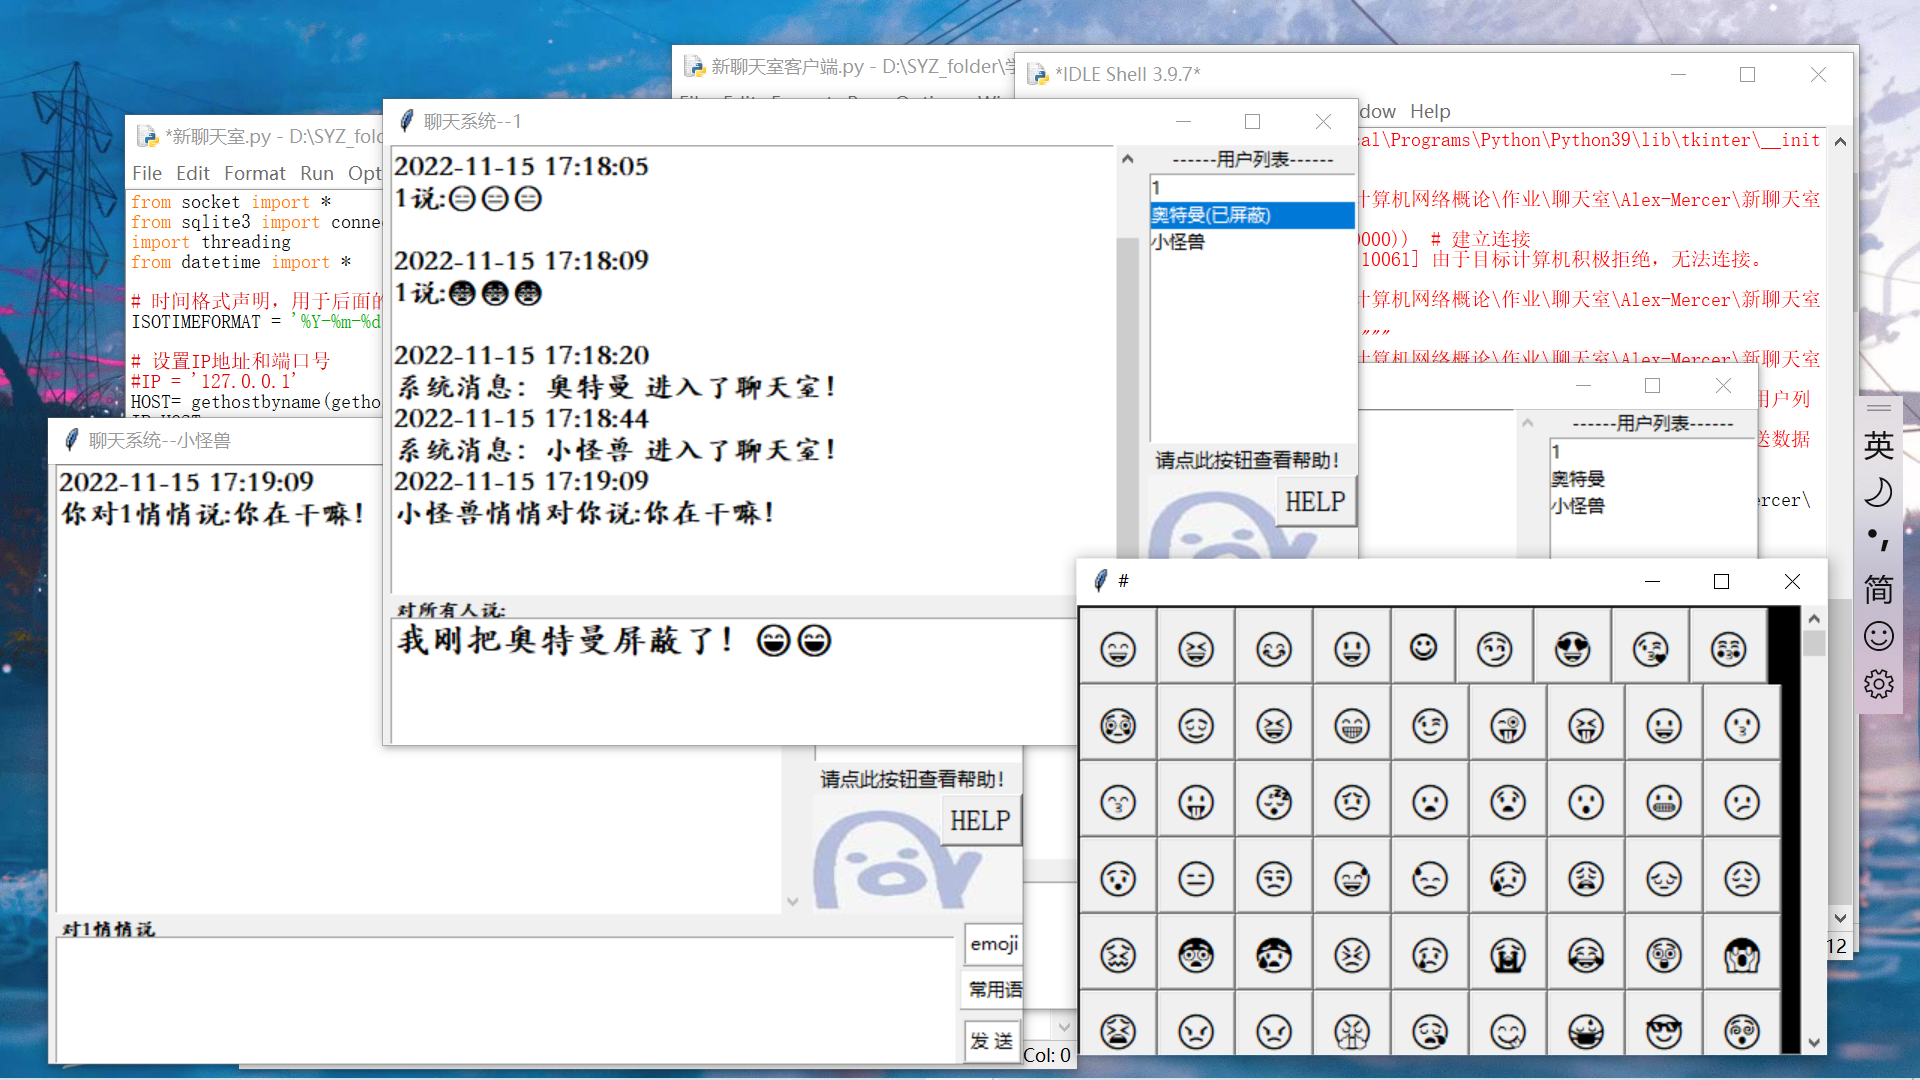 新聊天室客户端.py - D:\SYZ_folder\学
*IDLE Shell 3.9.7*
dow Help
cal\Programs\Python\Python39\lib\tkinter\__init
计算机网络概论\作业\聊天室\Alex-Mercer\新聊天室
0000)) # 建立连接
10061] 由于目标计算机积极拒绝，无法连接。
计算机网络概论\作业\聊天室\Alex-Mercer\新聊天室
"""
计算机网络概论\作业\聊天室\Alex-Mercer\新聊天室
用户列
送数据
ercer\
12
*新聊天室.py - D:\SYZ_fold
File Edit Format Run Opt
from socket import *
from sqlite3 import conne
import threading
from datetime import *
# 时间格式声明，用于后面的
ISOTIMEFORMAT = '%Y-%m-%d
# 设置IP地址和端口号
#IP = '127.0.0.1'
HOST= gethostbyname(getho
聊天系统--1
2022-11-15 17:18:05
1说:😑😑😑
2022-11-15 17:18:09
1说:😳😳😳
2022-11-15 17:18:20
系统消息：奥特曼 进入了聊天室！
2022-11-15 17:18:44
系统消息：小怪兽 进入了聊天室！
2022-11-15 17:19:09
小怪兽悄悄对你说:你在干嘛！
对所有人说:
我刚把奥特曼屏蔽了！😄😄
------用户列表------
1
奥特曼(已屏蔽)
小怪兽
请点此按钮查看帮助！
HELP
------用户列表------
1
奥特曼
小怪兽
聊天系统--小怪兽
2022-11-15 17:19:09
你对1悄悄说:你在干嘛！
请点此按钮查看帮助！
HELP
对1悄悄说
emoji
常用语
发 送
Col: 0
#
英
简